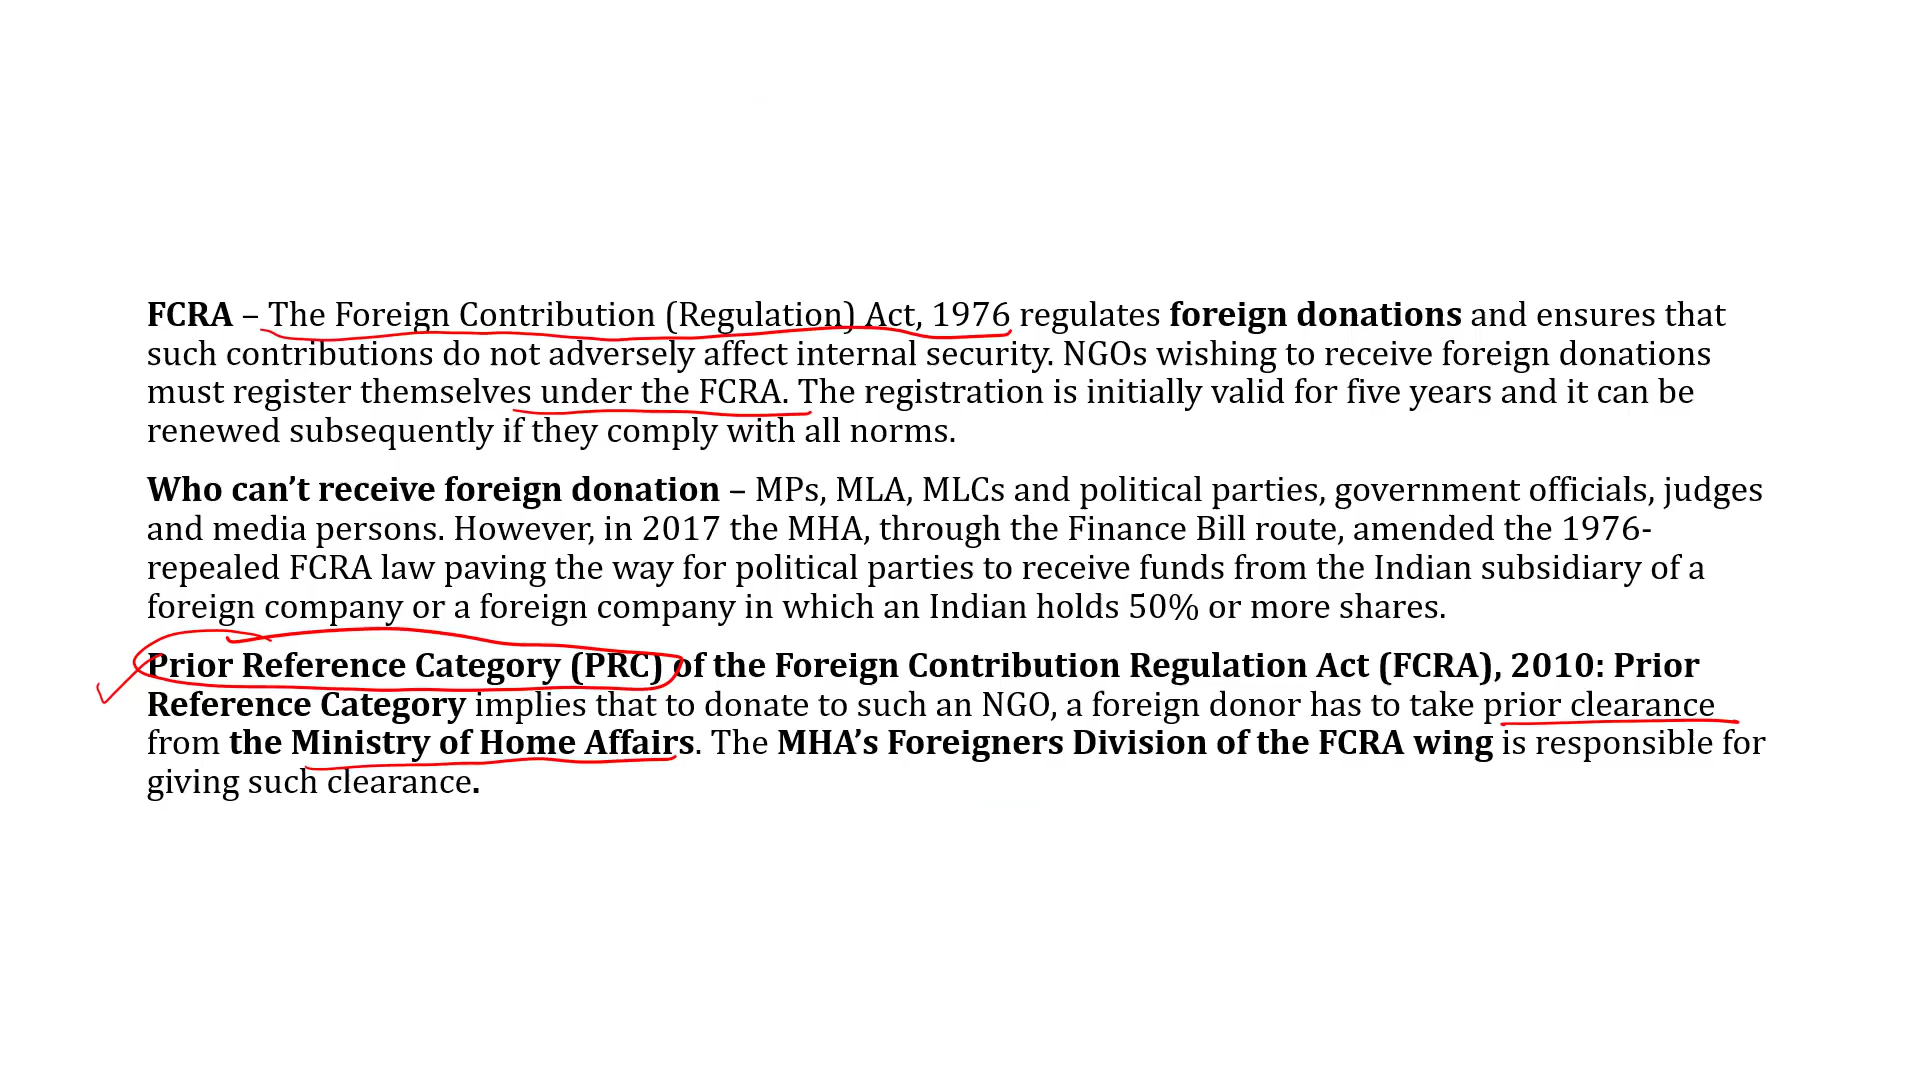 FCRA – The Foreign Contribution (Regulation) Act, 1976 regulates foreign donations and ensures that
such contributions do not adversely affect internal security. NGOs wishing to receive foreign donations
must register themselves under the FCRA. The registration is initially valid for five years and it can be
renewed subsequently if they comply with all norms.
Who can’t receive foreign donation – MPs, MLA, MLCs and political parties, government officials, judges
and media persons. However, in 2017 the MHA, through the Finance Bill route, amended the 1976-
repealed FCRA law paving the way for political parties to receive funds from the Indian subsidiary of a
foreign company or a foreign company in which an Indian holds 50% or more shares.
Prior Reference Category (PRC) of the Foreign Contribution Regulation Act (FCRA), 2010: Prior
Reference Category implies that to donate to such an NGO, a foreign donor has to take prior clearance
from the Ministry of Home Affairs. The MHA’s Foreigners Division of the FCRA wing is responsible for
giving such clearance.